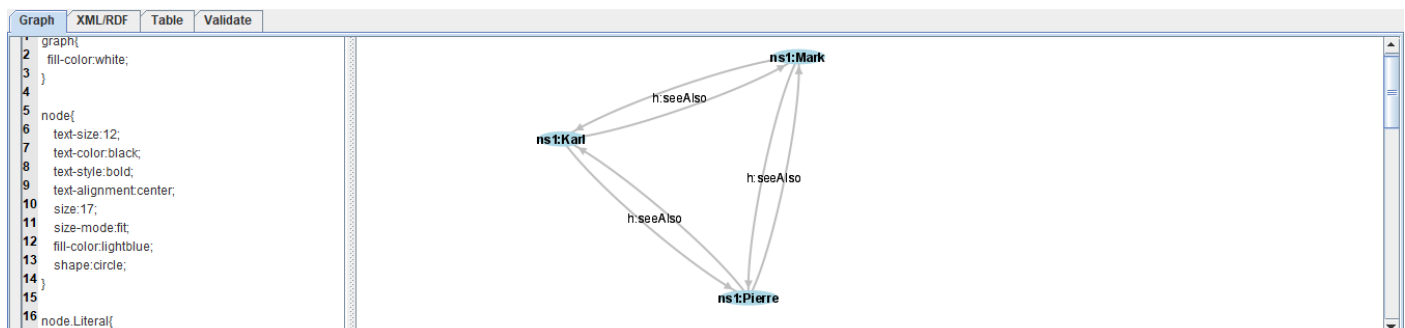 Graph XML/RDF Table Validate
1 graph{
2 fill-color:white;
3 }
4
5 node{
6 text-size:12;
7 text-color:black;
8 text-style:bold;
9 text-alignment:center;
10 size:17;
11 size-mode:fit;
12 fill-color:lightblue;
13 shape:circle;
14 }
15
16 node.Literal{
ns1:Mark
h:seeAlso
ns1:Karl
h:seeAlso
h:seeAlso
ns1:Pierre